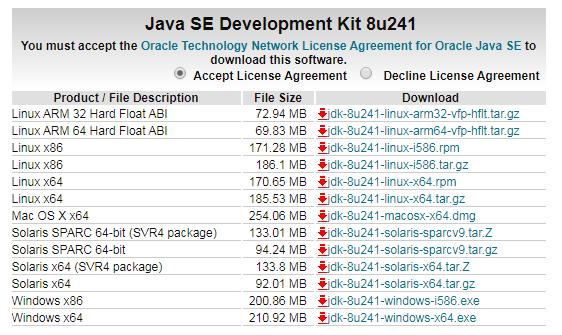 Java SE Development Kit 8u241
You must accept the Oracle Technology Network License Agreement for Oracle Java SE to
download this software.
Accept License Agreement Decline License Agreement
Product / File Description File Size Download
Linux ARM 32 Hard Float ABI 72.94 MB jdk-8u241-linux-arm32-vfp-hflt.tar.gz
Linux ARM 64 Hard Float ABI 69.83 MB jdk-8u241-linux-arm64-vfp-hflt.tar.gz
Linux x86 171.28 MB jdk-8u241-linux-i586.rpm
Linux x86 186.1 MB jdk-8u241-linux-i586.tar.gz
Linux x64 170.65 MB jdk-8u241-linux-x64.rpm
Linux x64 185.53 MB jdk-8u241-linux-x64.tar.gz
Mac OS X x64 254.06 MB jdk-8u241-macosx-x64.dmg
Solaris SPARC 64-bit (SVR4 package) 133.01 MB jdk-8u241-solaris-sparcv9.tar.Z
Solaris SPARC 64-bit 94.24 MB jdk-8u241-solaris-sparcv9.tar.gz
Solaris x64 (SVR4 package) 133.8 MB jdk-8u241-solaris-x64.tar.Z
Solaris x64 92.01 MB jdk-8u241-solaris-x64.tar.gz
Windows x86 200.86 MB jdk-8u241-windows-i586.exe
Windows x64 210.92 MB jdk-8u241-windows-x64.exe